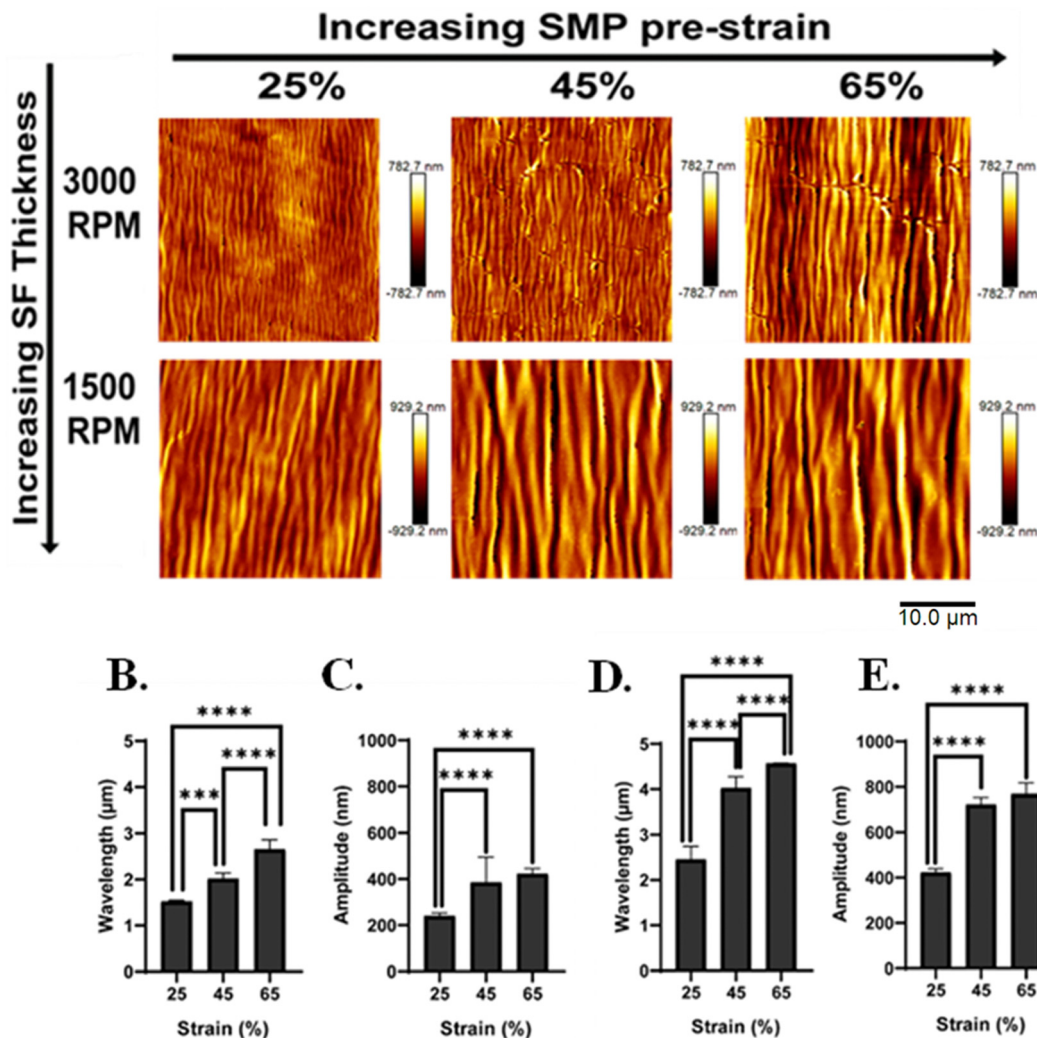 Increasing SMP pre-strain
25% 45% 65%
Increasing SF Thickness
3000
RPM
782.7 nm
-782.7 nm
782.7 nm
-782.7 nm
782.7 nm
-782.7 nm
1500
RPM
929.2 nm
-929.2 nm
929.2 nm
-929.2 nm
929.2 nm
-929.2 nm
10.0 µm
B.
****
*** ****
Wavelength (µm)
5
4
3
2
1
0
25 45 65
Strain (%)
C.
****
****
Amplitude (nm)
1000
800
600
400
200
0
25 45 65
Strain (%)
D.
****
**** ****
Wavelength (µm)
5
4
3
2
1
0
25 45 65
Strain (%)
E.
****
****
Amplitude (nm)
1000
800
600
400
200
0
25 45 65
Strain (%)